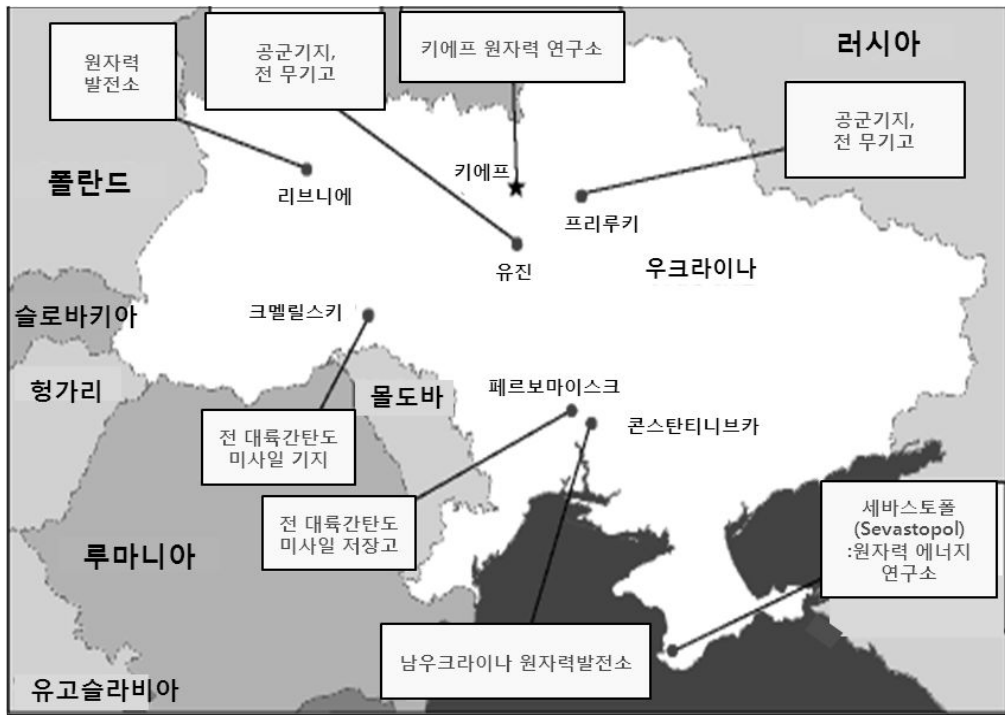 원자력
발전소
공군기지,
전 무기고
키에프 원자력 연구소
러시아
공군기지,
전 무기고
폴란드
리브니에
키에프
프리루키
유진
우크라이나
슬로바키아
크멜릴스키
헝가리
몰도바
페르보마이스크
콘스탄티니브카
전 대륙간탄도
미사일 기지
전 대륙간탄도
미사일 저장고
세바스토폴
(Sevastopol)
:원자력 에너지
연구소
루마니아
남우크라이나 원자력발전소
유고슬라비아